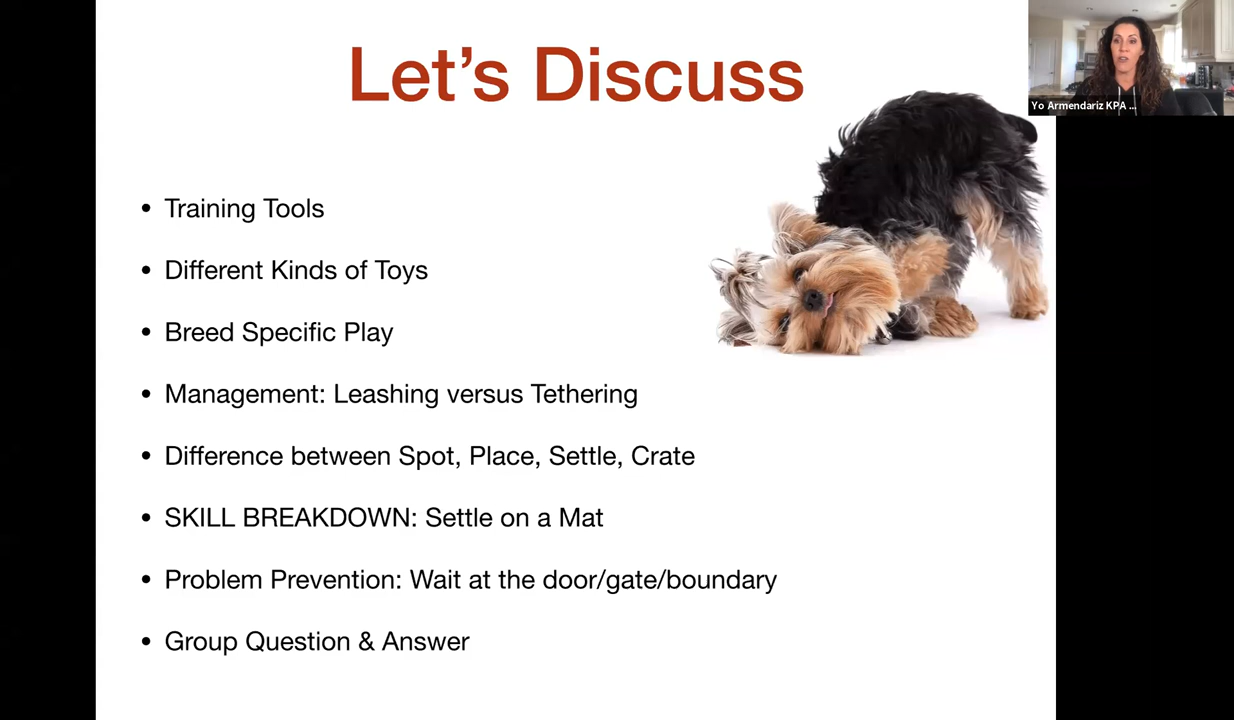 Let’s Discuss
Yo Armendariz KPA ...
• Training Tools
• Different Kinds of Toys
• Breed Specific Play
• Management: Leashing versus Tethering
• Difference between Spot, Place, Settle, Crate
• SKILL BREAKDOWN: Settle on a Mat
• Problem Prevention: Wait at the door/gate/boundary
• Group Question & Answer